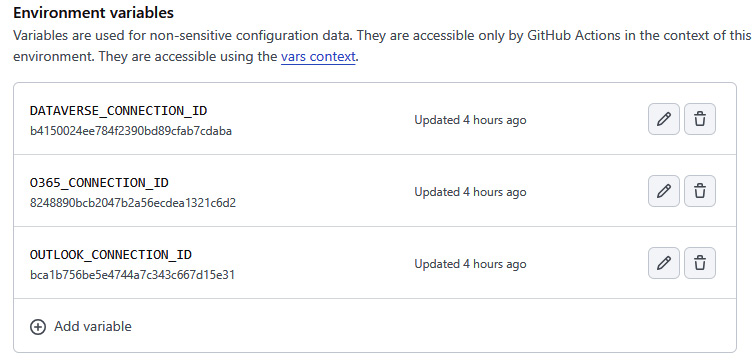 Environment variables
Variables are used for non-sensitive configuration data. They are accessible only by GitHub Actions in the context of this
environment. They are accessible using the vars context.
DATAVERSE_CONNECTION_ID
b4150024ee784f2390bd89cfab7cdaba
Updated 4 hours ago
O365_CONNECTION_ID
8248890bcb2047b2a56ecdea1321c6d2
Updated 4 hours ago
OUTLOOK_CONNECTION_ID
bca1b756be5e4744a7c343c667d15e31
Updated 4 hours ago
Add variable